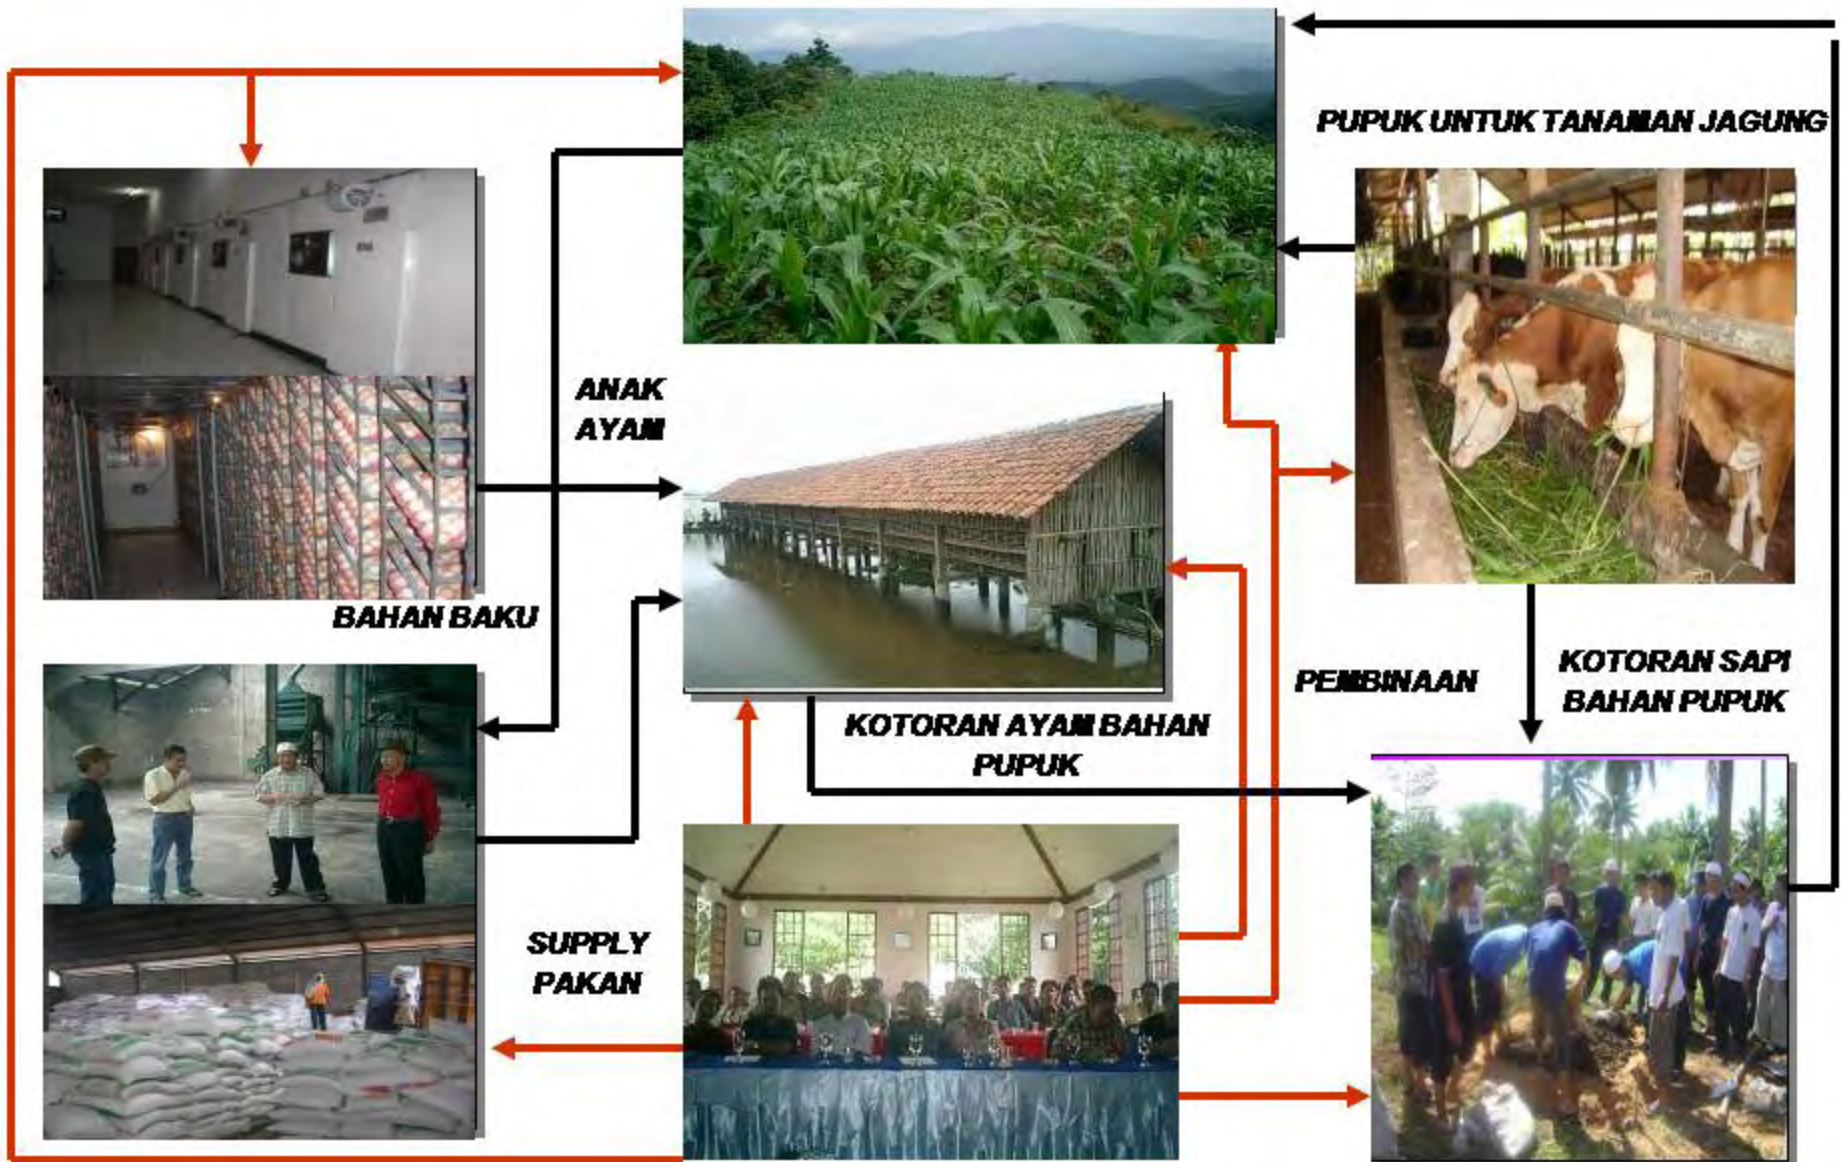 PUPUK UNTUK TANAMAN JAGUNG
ANAK
AYAM
BAHAN BAKU
PEMBINAAN
KOTORAN SAPI
BAHAN PUPUK
KOTORAN AYAM BAHAN
PUPUK
SUPPLY
PAKAN